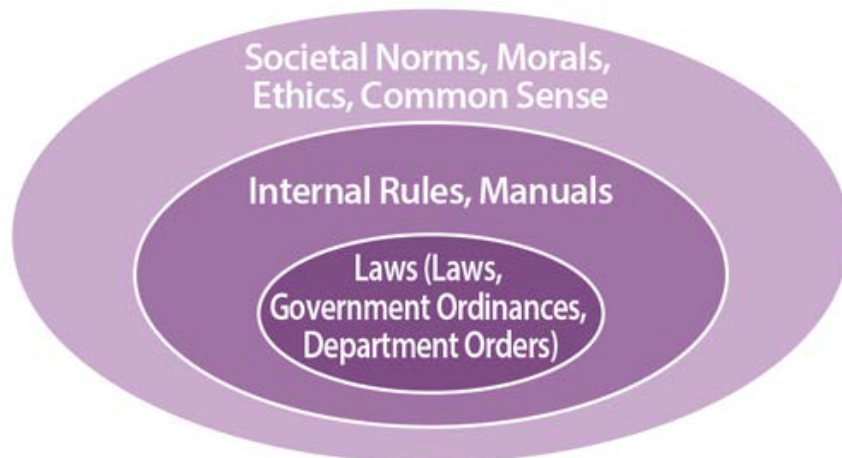 Societal Norms, Morals,
Ethics, Common Sense
Internal Rules, Manuals
Laws (Laws,
Government Ordinances,
Department Orders)